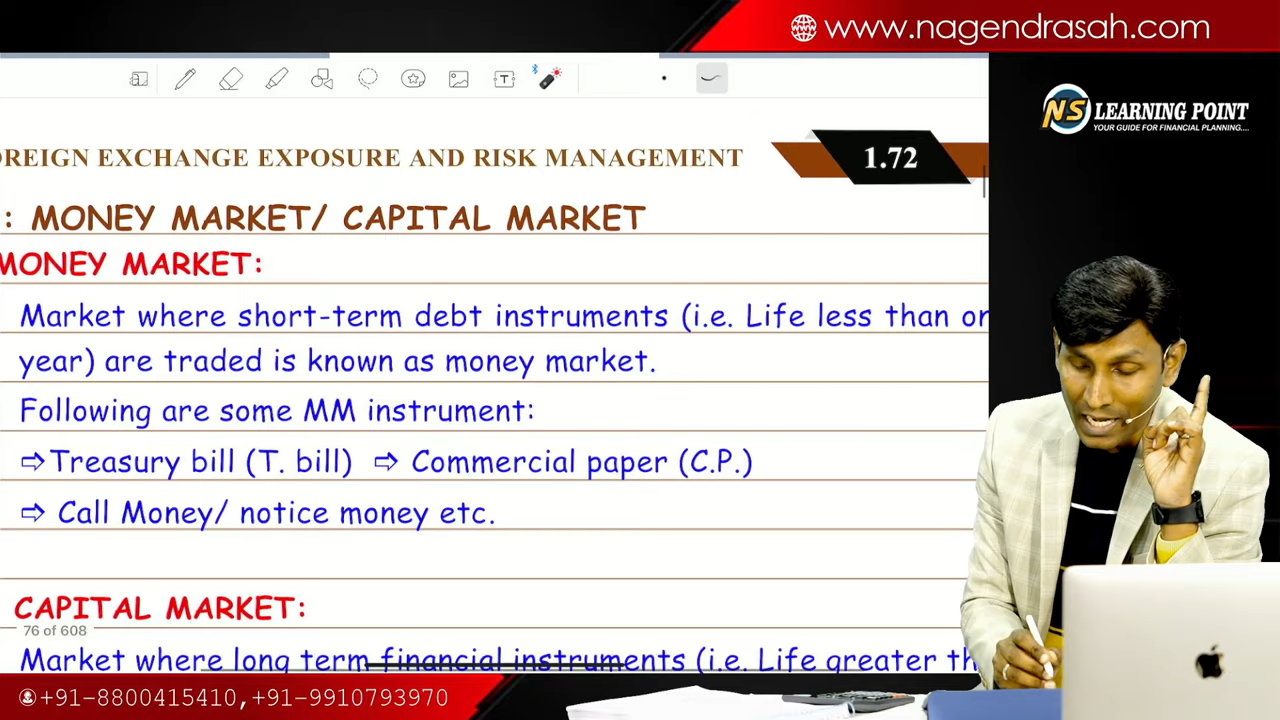 www.nagendrasah.com
NS LEARNING POINT
YOUR GUIDE FOR FINANCIAL PLANNING....
OREIGN EXCHANGE EXPOSURE AND RISK MANAGEMENT
1.72
: MONEY MARKET/ CAPITAL MARKET
MONEY MARKET:
Market where short-term debt instruments (i.e. Life less than or
year) are traded is known as money market.
Following are some MM instrument:
⇨Treasury bill (T. bill) ⇨ Commercial paper (C.P.)
⇨ Call Money/ notice money etc.
CAPITAL MARKET:
76 of 608
Market where long term financial instruments (i.e. Life greater th
+91-8800415410,+91-9910793970